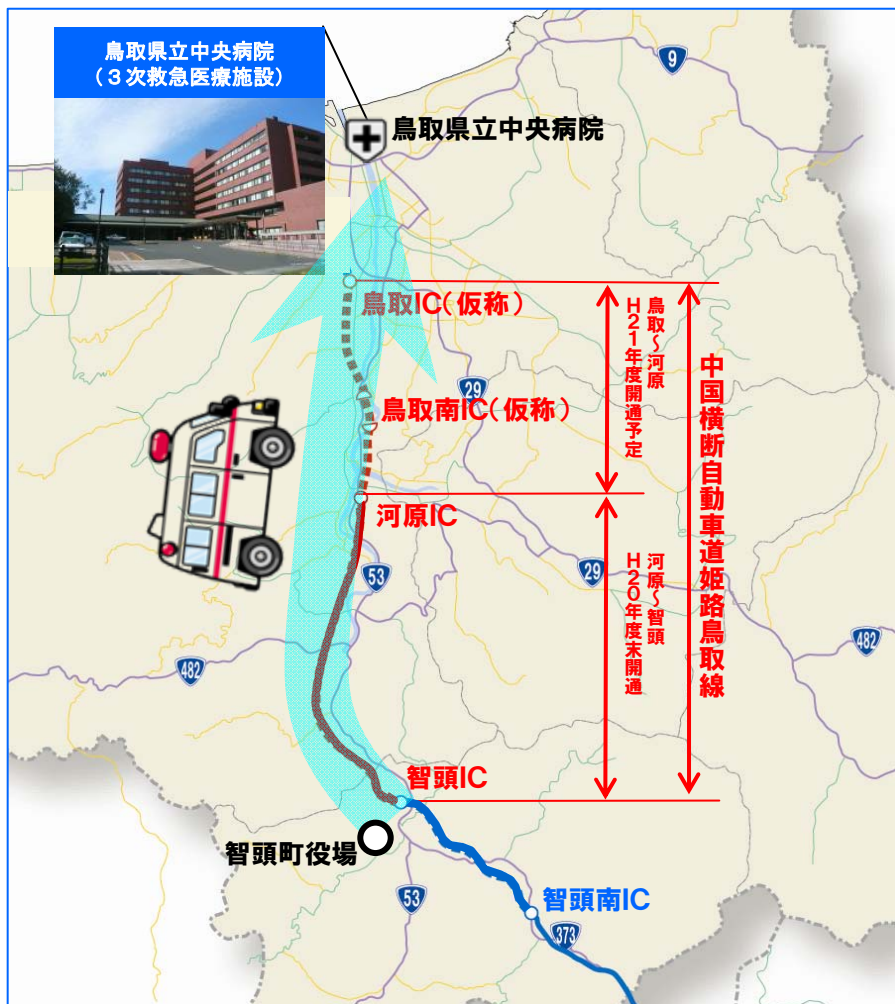 鳥取県立中央病院
（３次救急医療施設）
9
鳥取県立中央病院
鳥取IC(仮称)
鳥取～河原
H21年度開通予定
29
鳥取南IC(仮称)
中国横断自動車道姫路鳥取線
河原IC
53
河原～智頭
H20年度末開通
29
482
482
智頭IC
智頭町役場
53
智頭南IC
373